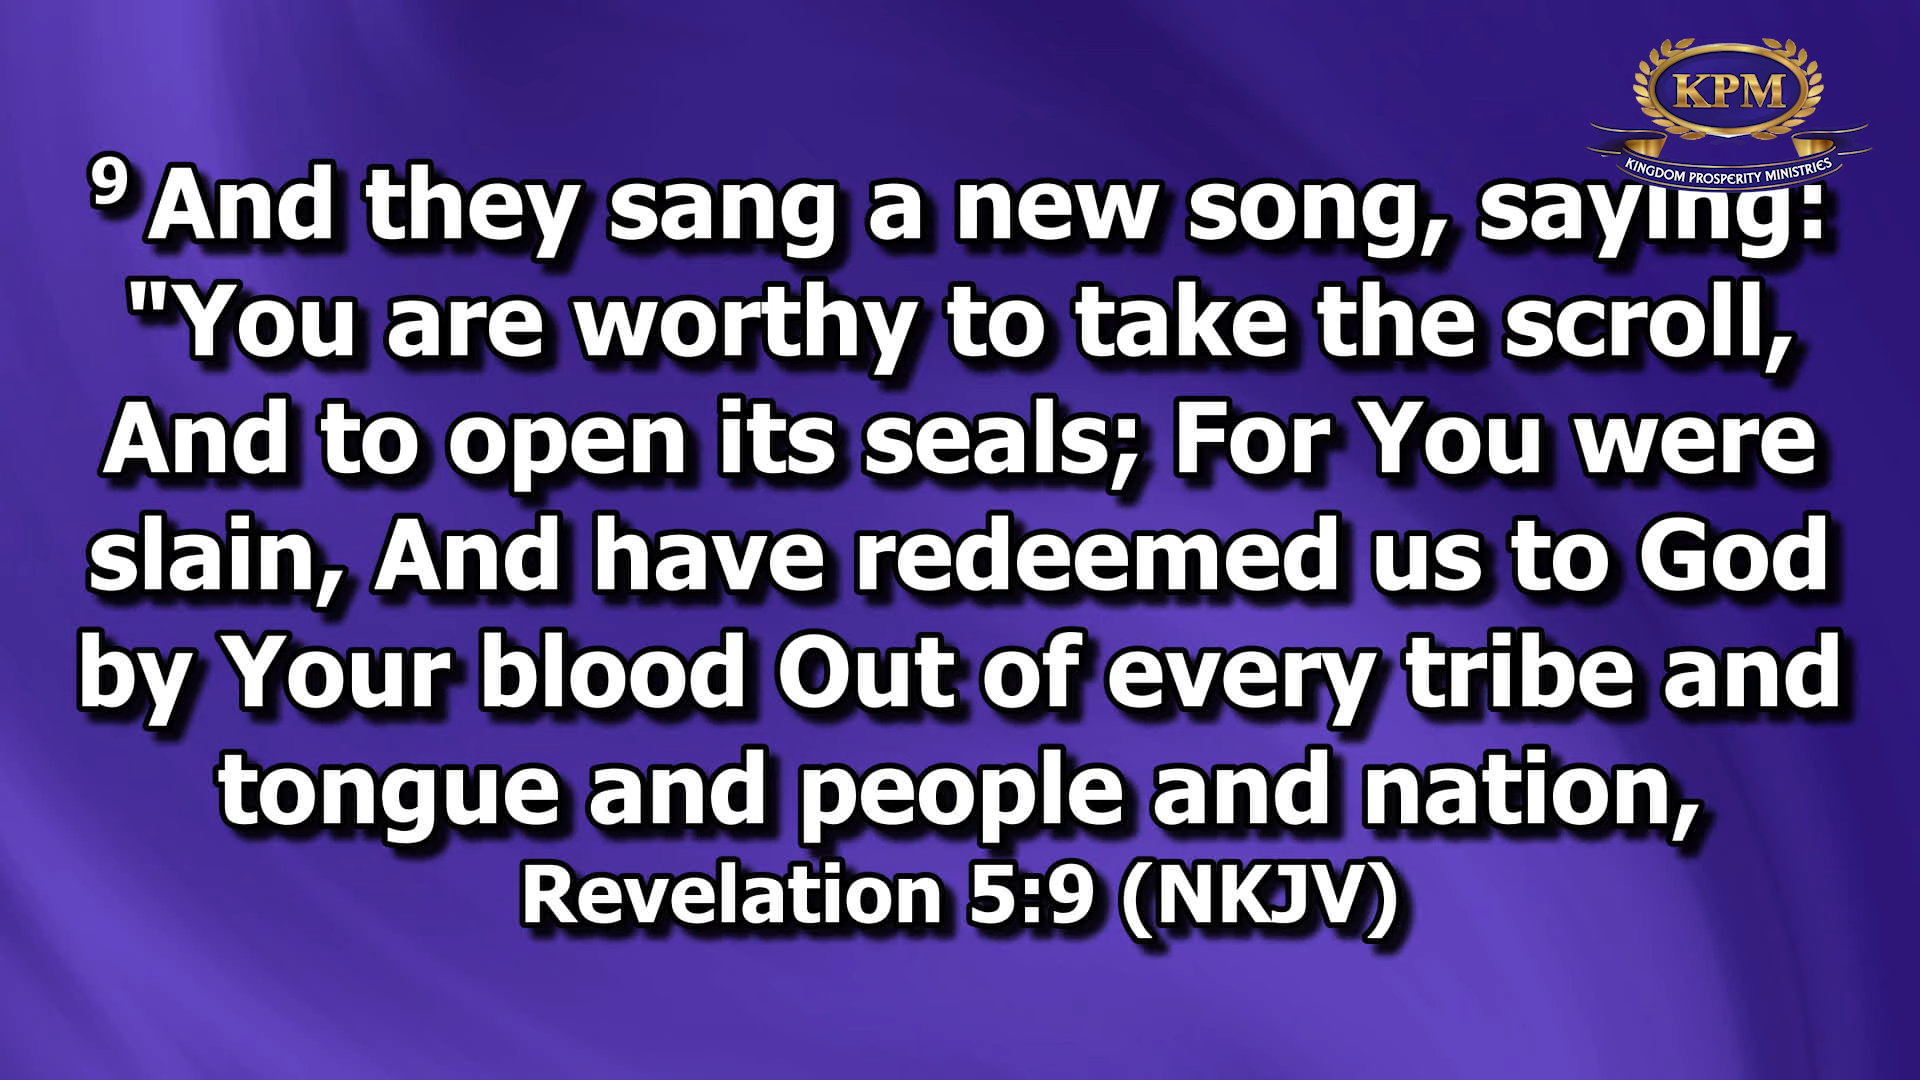 KPM
KINGDOM PROSPERITY MINISTRIES
9 And they sang a new song, saying:
"You are worthy to take the scroll,
And to open its seals; For You were
slain, And have redeemed us to God
by Your blood Out of every tribe and
tongue and people and nation,
Revelation 5:9 (NKJV)